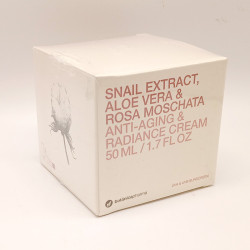 SNAIL EXTRACT,
ALOE VERA &
ROSA MOSCHATA
ANTI-AGING &
RADIANCE CREAM
50 ML / 1.7 FL OZ